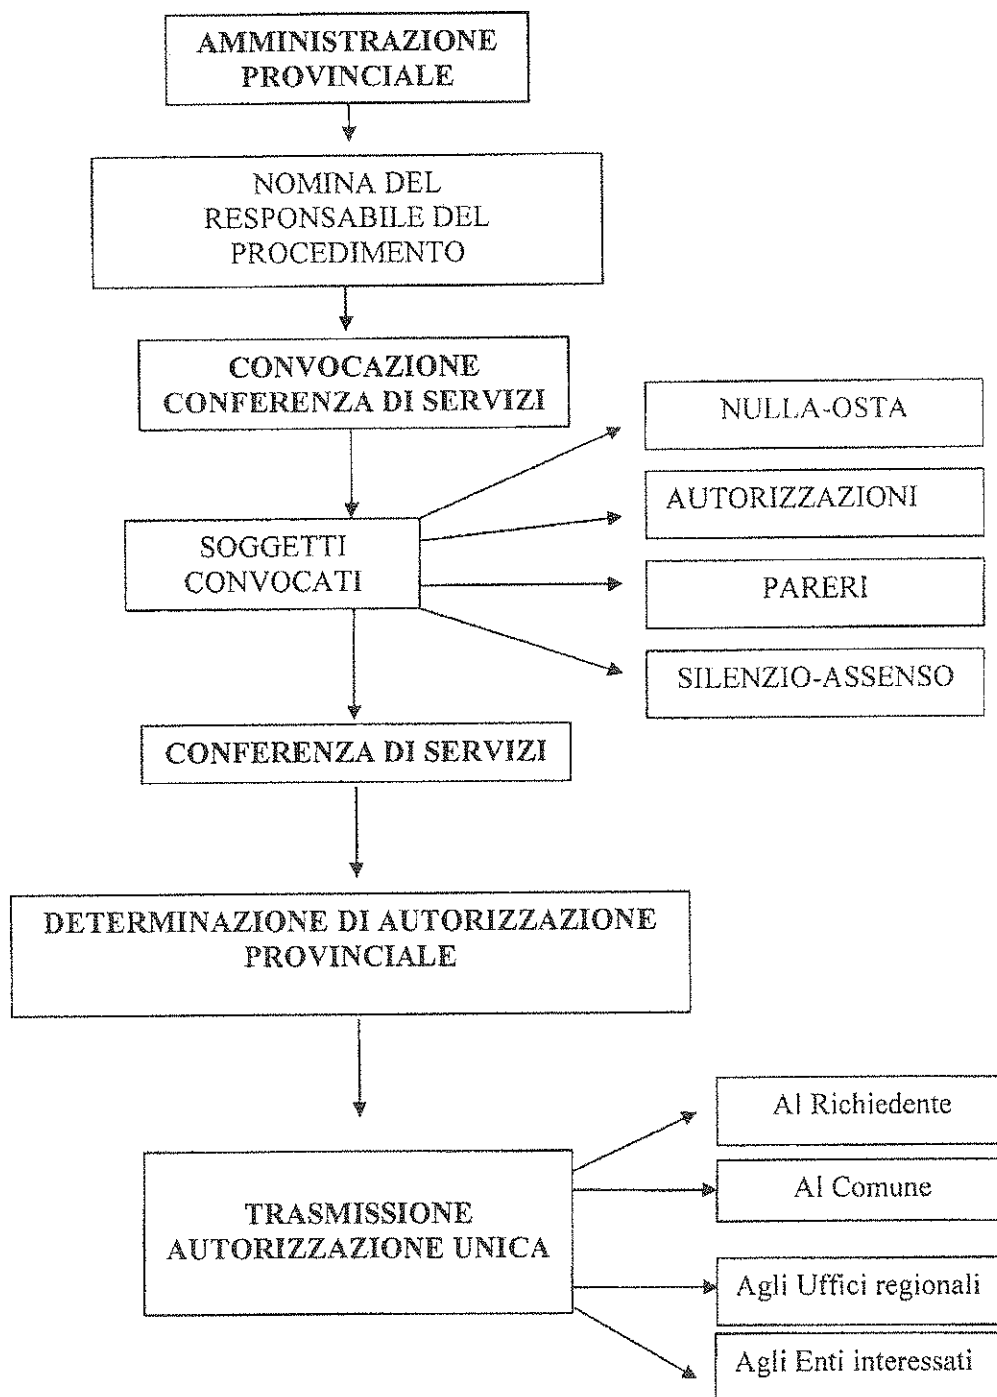 AMMINISTRAZIONE
PROVINCIALE
NOMINA DEL
RESPONSABILE DEL
PROCEDIMENTO
CONVOCAZIONE
CONFERENZA DI SERVIZI
NULLA-OSTA
AUTORIZZAZIONI
SOGGETTI
CONVOCATI
PARERI
SILENZIO-ASSENSO
CONFERENZA DI SERVIZI
DETERMINAZIONE DI AUTORIZZAZIONE
PROVINCIALE
Al Richiedente
Al Comune
TRASMISSIONE
AUTORIZZAZIONE UNICA
Agli Uffici regionali
Agli Enti interessati